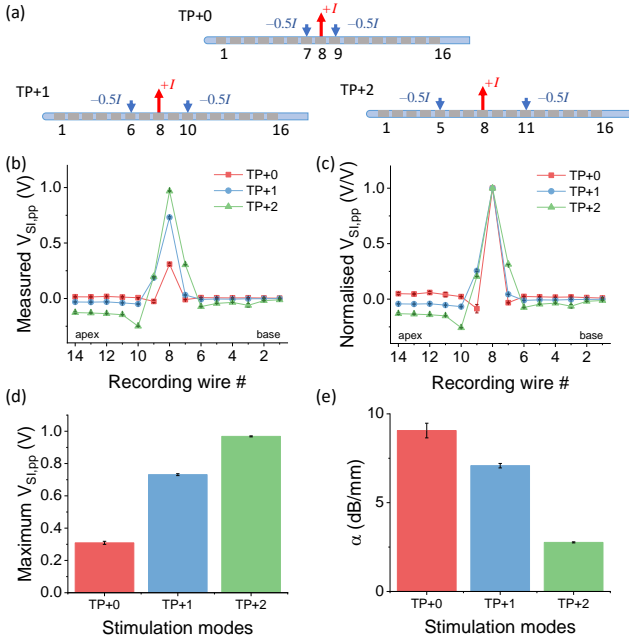 (a)
TP+0
−0.5I
+I
−0.5I
1
7
8
9
16
TP+1
−0.5I
+I
−0.5I
1
6
8
10
16
TP+2
−0.5I
+I
−0.5I
1
5
8
11
16
(b)
Measured V_SI,pp (V)
1.0
0.5
0.0
TP+0
TP+1
TP+2
apex
base
14 12 10 8 6 4 2
Recording wire #
(c)
Normalised V_SI,pp (V/V)
1.0
0.5
0.0
TP+0
TP+1
TP+2
apex
base
14 12 10 8 6 4 2
Recording wire #
(d)
Maximum V_SI,pp (V)
1.0
0.8
0.6
0.4
0.2
0.0
TP+0 TP+1 TP+2
Stimulation modes
(e)
α (dB/mm)
10
5
0
TP+0 TP+1 TP+2
Stimulation modes